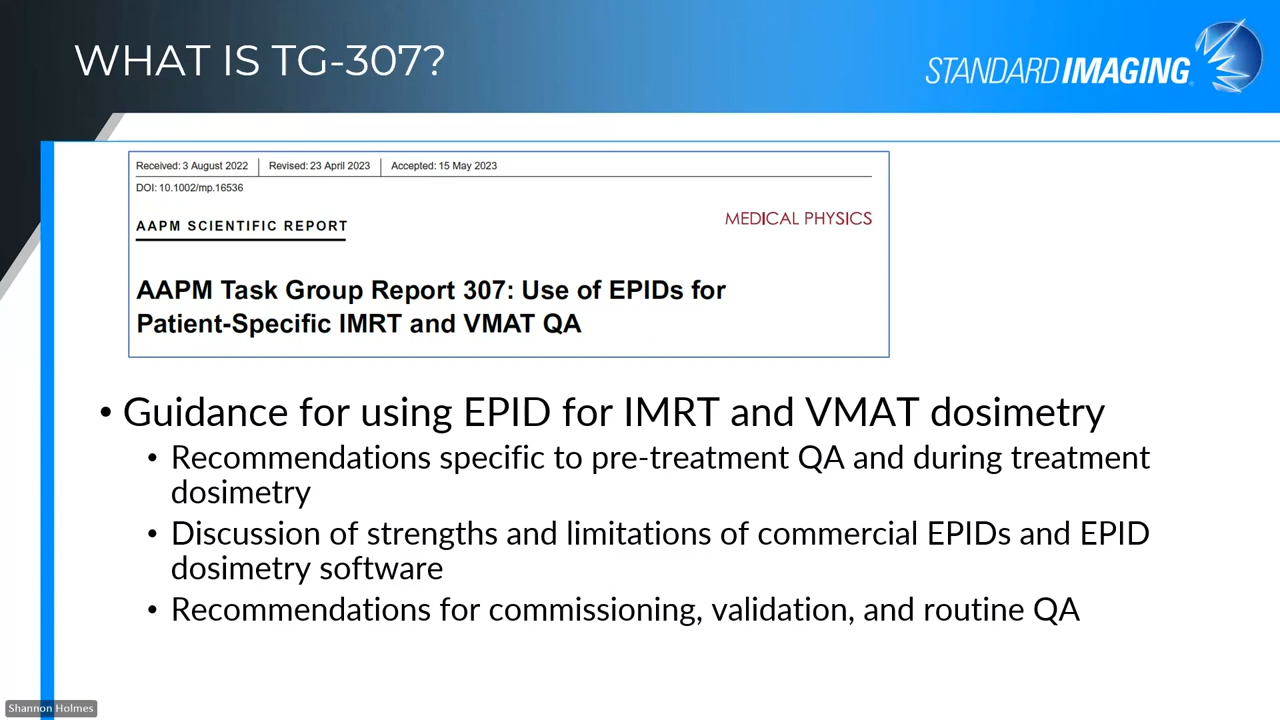 WHAT IS TG-307?
STANDARD IMAGING
Received: 3 August 2022 Revised: 23 April 2023 Accepted: 15 May 2023
DOI: 10.1002/mp.16536
AAPM SCIENTIFIC REPORT
MEDICAL PHYSICS
AAPM Task Group Report 307: Use of EPIDs for
Patient-Specific IMRT and VMAT QA
• Guidance for using EPID for IMRT and VMAT dosimetry
• Recommendations specific to pre-treatment QA and during treatment
dosimetry
• Discussion of strengths and limitations of commercial EPIDs and EPID
dosimetry software
• Recommendations for commissioning, validation, and routine QA
Shannon Holmes